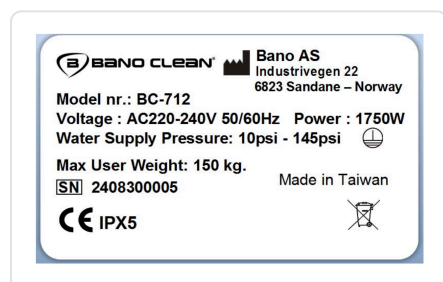 BANO CLEAN
Bano AS
Industrivegen 22
6823 Sandane – Norway
Model nr.: BC-712
Voltage : AC220-240V 50/60Hz Power : 1750W
Water Supply Pressure: 10psi - 145psi
Max User Weight: 150 kg.
SN 2408300005
Made in Taiwan
CE IPX5